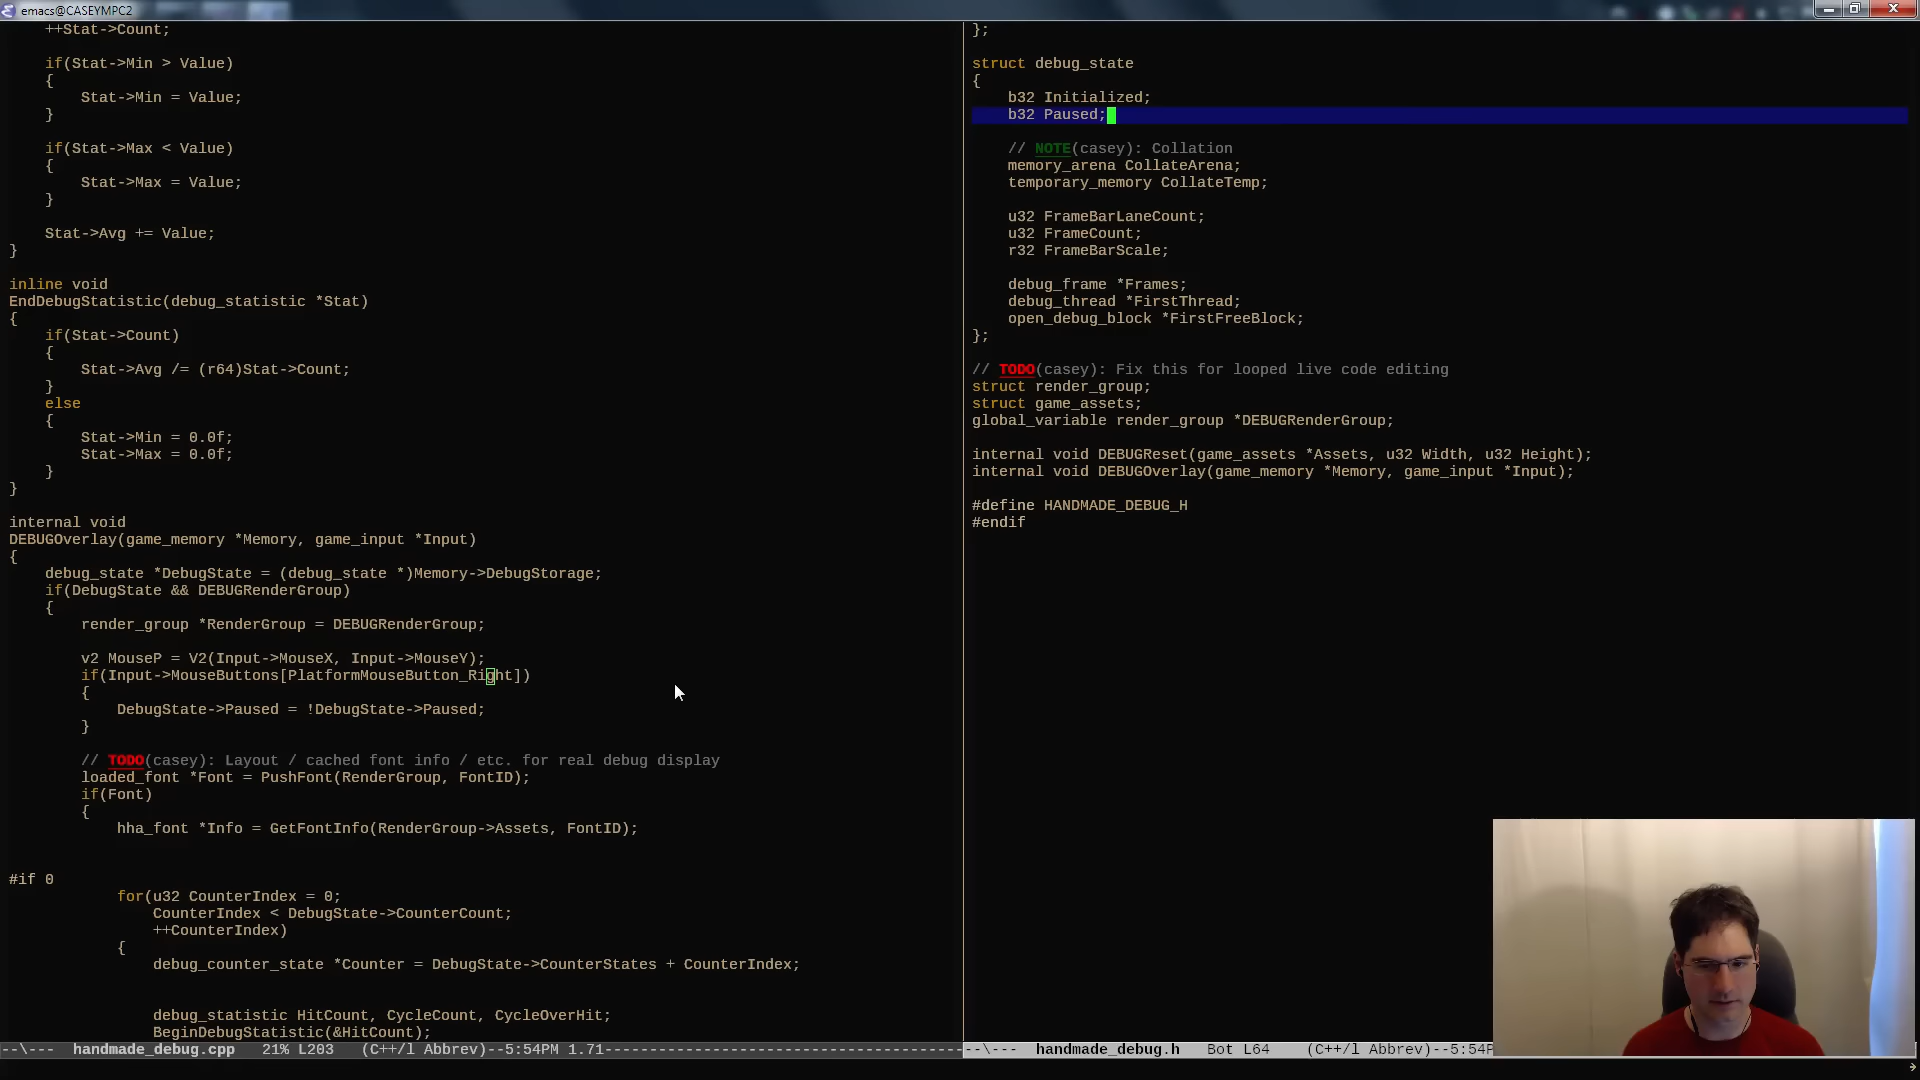 emacs@CASEYMPC2
++Stat->Count;
if(Stat->Min > Value)
{
Stat->Min = Value;
}
if(Stat->Max < Value)
{
Stat->Max = Value;
}
Stat->Avg += Value;
}
inline void
EndDebugStatistic(debug_statistic *Stat)
{
if(Stat->Count)
{
Stat->Avg /= (r64)Stat->Count;
}
else
{
Stat->Min = 0.0f;
Stat->Max = 0.0f;
}
}
internal void
DEBUGOverlay(game_memory *Memory, game_input *Input)
{
debug_state *DebugState = (debug_state *)Memory->DebugStorage;
if(DebugState && DEBUGRenderGroup)
{
render_group *RenderGroup = DEBUGRenderGroup;
v2 MouseP = V2(Input->MouseX, Input->MouseY);
if(Input->MouseButtons[PlatformMouseButton_Right])
{
DebugState->Paused = !DebugState->Paused;
}
// TODO(casey): Layout / cached font info / etc. for real debug display
loaded_font *Font = PushFont(RenderGroup, FontID);
if(Font)
{
hha_font *Info = GetFontInfo(RenderGroup->Assets, FontID);
#if 0
for(u32 CounterIndex = 0;
CounterIndex < DebugState->CounterCount;
++CounterIndex)
{
debug_counter_state *Counter = DebugState->CounterStates + CounterIndex;
debug_statistic HitCount, CycleCount, CycleOverHit;
BeginDebugStatistic(&HitCount);
--\--- handmade_debug.cpp 21% L203 (C++/l Abbrev)--5:54PM 1.71----------------------------------------
};
struct debug_state
{
b32 Initialized;
b32 Paused;
// NOTE(casey): Collation
memory_arena CollateArena;
temporary_memory CollateTemp;
u32 FrameBarLaneCount;
u32 FrameCount;
r32 FrameBarScale;
debug_frame *Frames;
debug_thread *FirstThread;
open_debug_block *FirstFreeBlock;
};
// TODO(casey): Fix this for looped live code editing
struct render_group;
struct game_assets;
global_variable render_group *DEBUGRenderGroup;
internal void DEBUGReset(game_assets *Assets, u32 Width, u32 Height);
internal void DEBUGOverlay(game_memory *Memory, game_input *Input);
#define HANDMADE_DEBUG_H
#endif
--\--- handmade_debug.h Bot L64 (C++/l Abbrev)--5:54P